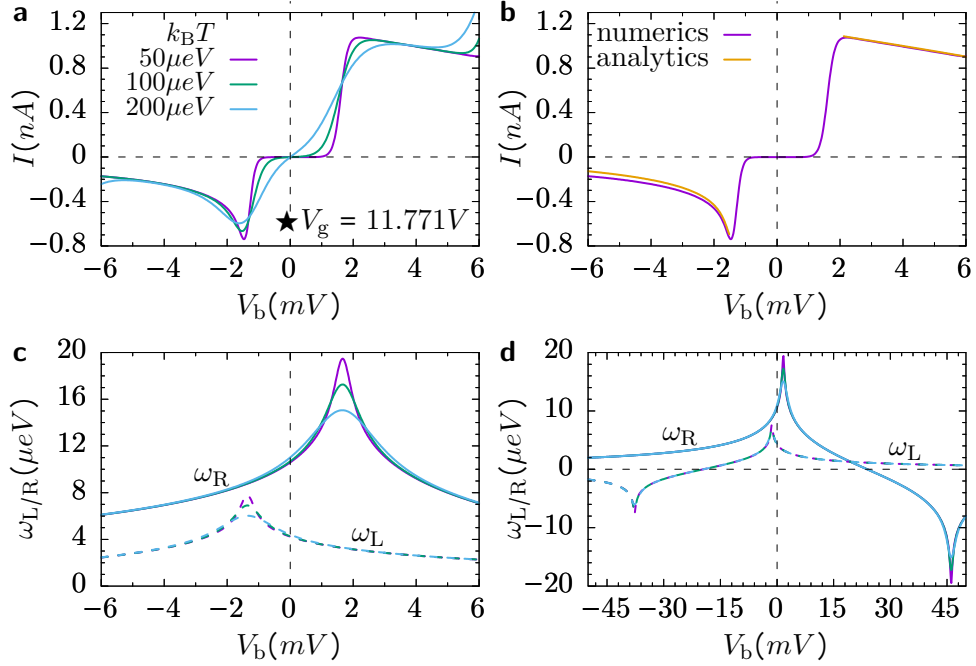 a
1.2
0.8
0.4
0
−0.4
−0.8
I(nA)
k_BT
50μeV
100μeV
200μeV
★V_g = 11.771V
−6 −4 −2 0 2 4 6
V_b(mV)
b
1.2
0.8
0.4
0
−0.4
−0.8
I(nA)
numerics
analytics
−6 −4 −2 0 2 4 6
V_b(mV)
c
20
16
12
8
4
0
ω_L/R(μeV)
ω_R
ω_L
−6 −4 −2 0 2 4 6
V_b(mV)
d
20
10
0
−10
−20
ω_L/R(μeV)
ω_R
ω_L
−45 −30 −15 0 15 30 45
V_b(mV)